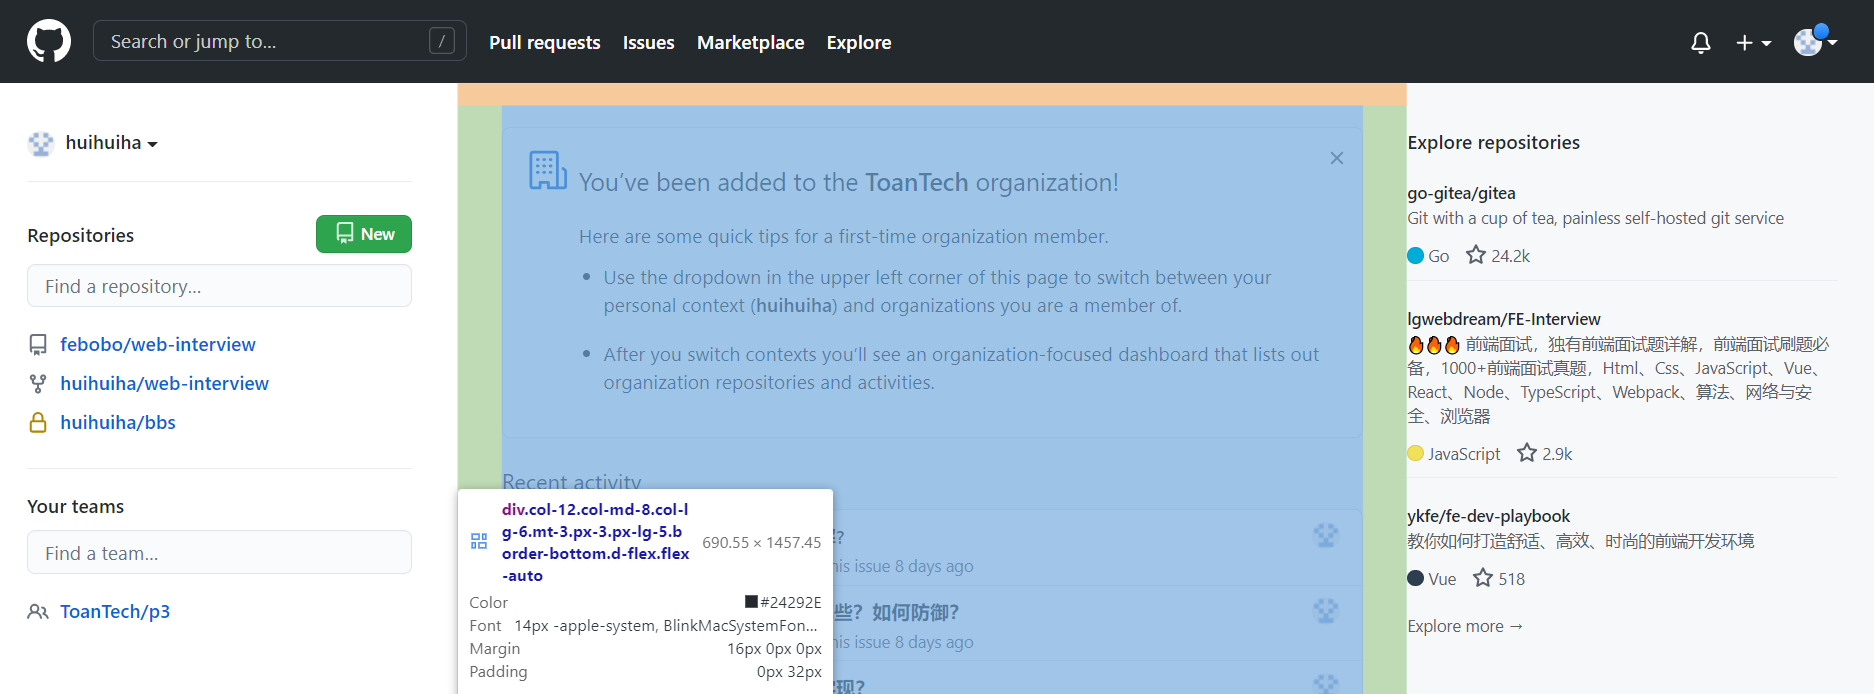 Search or jump to...
/
Pull requests
Issues
Marketplace
Explore
huihuiha
Repositories
New
Find a repository...
febobo/web-interview
huihuiha/web-interview
huihuiha/bbs
Your teams
Find a team...
ToanTech/p3
You’ve been added to the ToanTech organization!
Here are some quick tips for a first-time organization member.
Use the dropdown in the upper left corner of this page to switch between your
personal context (huihuiha) and organizations you are a member of.
After you switch contexts you’ll see an organization-focused dashboard that lists out
organization repositories and activities.
Recent activity
div.col-12.col-md-8.col-l
g-6.mt-3.px-3.px-lg-5.b
order-bottom.d-flex.flex
-auto
690.55 × 1457.45
Color
#24292E
Font 14px -apple-system, BlinkMacSystemFon...
Margin
16px 0px 0px
Padding
0px 32px
?
this issue 8 days ago
些？如何防御？
this issue 8 days ago
现？
Explore repositories
go-gitea/gitea
Git with a cup of tea, painless self-hosted git service
Go 24.2k
lgwebdream/FE-Interview
🔥🔥🔥 前端面试，独有前端面试题详解，前端面试刷题必
备，1000+前端面试真题，Html、Css、JavaScript、Vue、
React、Node、TypeScript、Webpack、算法、网络与安
全、浏览器
JavaScript 2.9k
ykfe/fe-dev-playbook
教你如何打造舒适、高效、时尚的前端开发环境
Vue 518
Explore more →